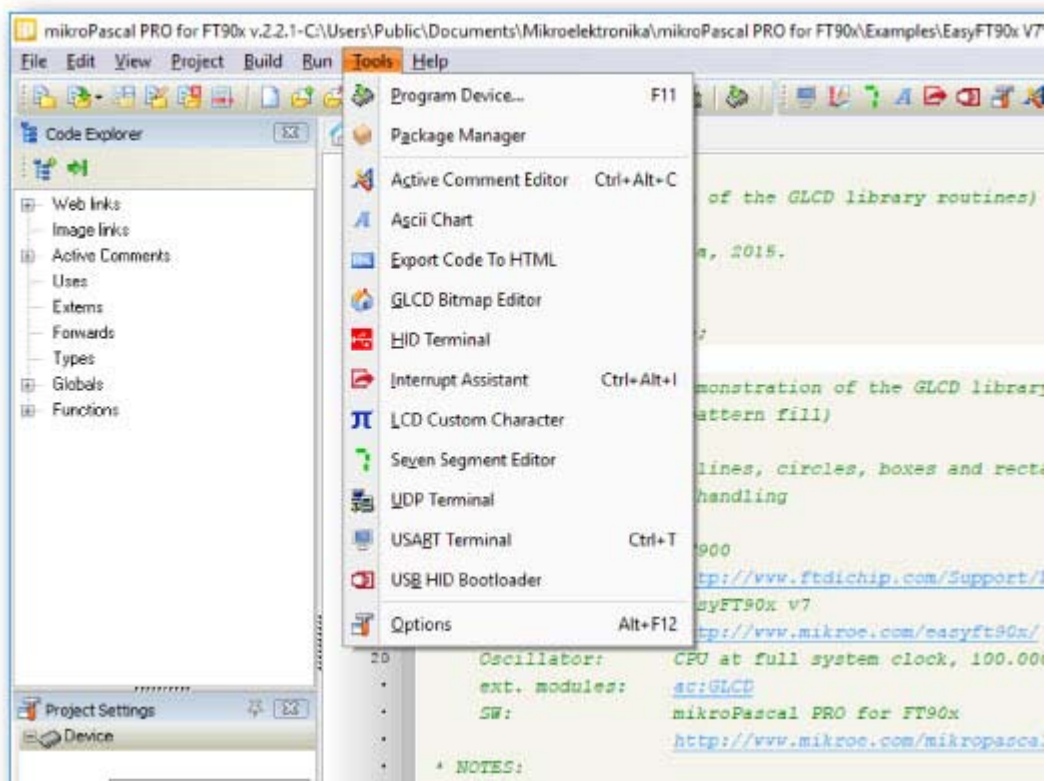 mikroPascal PRO for FT90x v.2.2.1-C:\Users\Public\Documents\Mikroelektronika\mikroPascal PRO for FT90x\Examples\EasyFT90x V7
File Edit View Project Build Run Tools Help
Code Explorer
Web links
Image links
Active Comments
Uses
Externs
Forwards
Types
Globals
Functions
Program Device... F11
Package Manager
Active Comment Editor Ctrl+Alt+C
Ascii Chart
Export Code To HTML
GLCD Bitmap Editor
HID Terminal
Interrupt Assistant Ctrl+Alt+I
LCD Custom Character
Seven Segment Editor
UDP Terminal
USART Terminal Ctrl+T
USB HID Bootloader
Options Alt+F12
of the GLCD library routines)
, 2015.
monstration of the GLCD library
attern fill)
lines, circles, boxes and recta
handling
900
tp://www.ftdichip.com/Support/
syFT90x v7
tp://www.mikroe.com/easyft90x/
20 Oscillator: CPU at full system clock, 100.000
ext. modules: ac:GLCD
SW: mikroPascal PRO for FT90x
http://www.mikroe.com/mikropascal
* NOTES:
Project Settings
Device